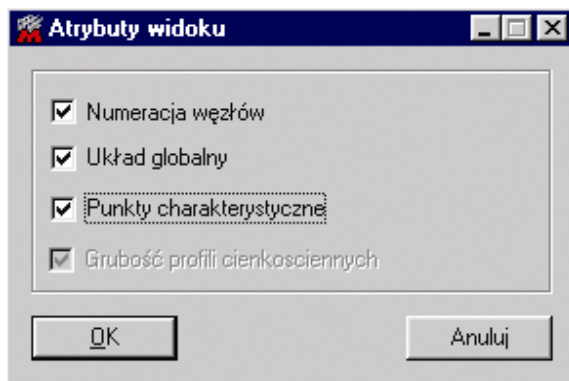 Atrybuty widoku
Numeracja węzłów
Układ globalny
Punkty charakterystyczne
Grubość profili cienkosciennych
OK
Anuluj